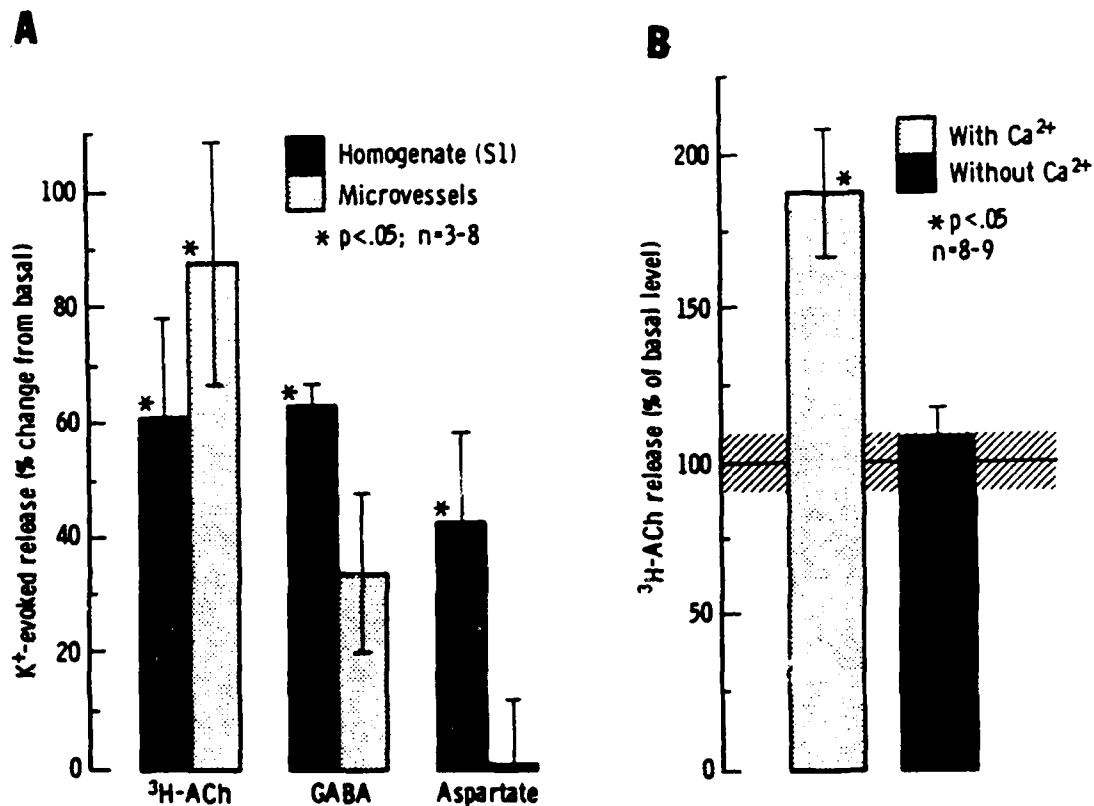 A
K⁺-evoked release (% change from basal)
100
80
60
40
20
0
Homogenate (S1)
Microvessels
* p<.05; n=3-8
*
*
*
*
³H-ACh
GABA
Aspartate
B
³H-ACh release (% of basal level)
200
150
100
50
0
With Ca²⁺
Without Ca²⁺
* p<.05
n=8-9
*